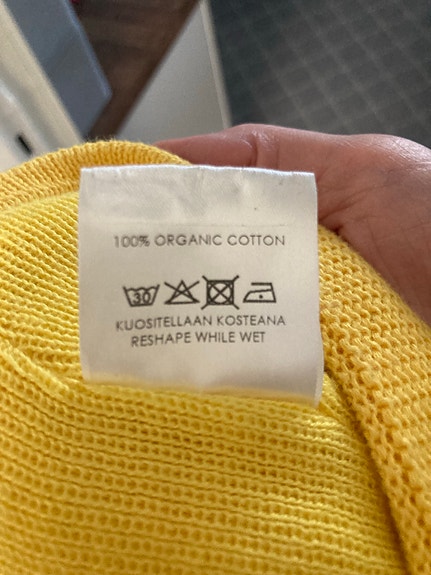 100% ORGANIC COTTON
30
KUOSITELLAAN KOSTEANA
RESHAPE WHILE WET